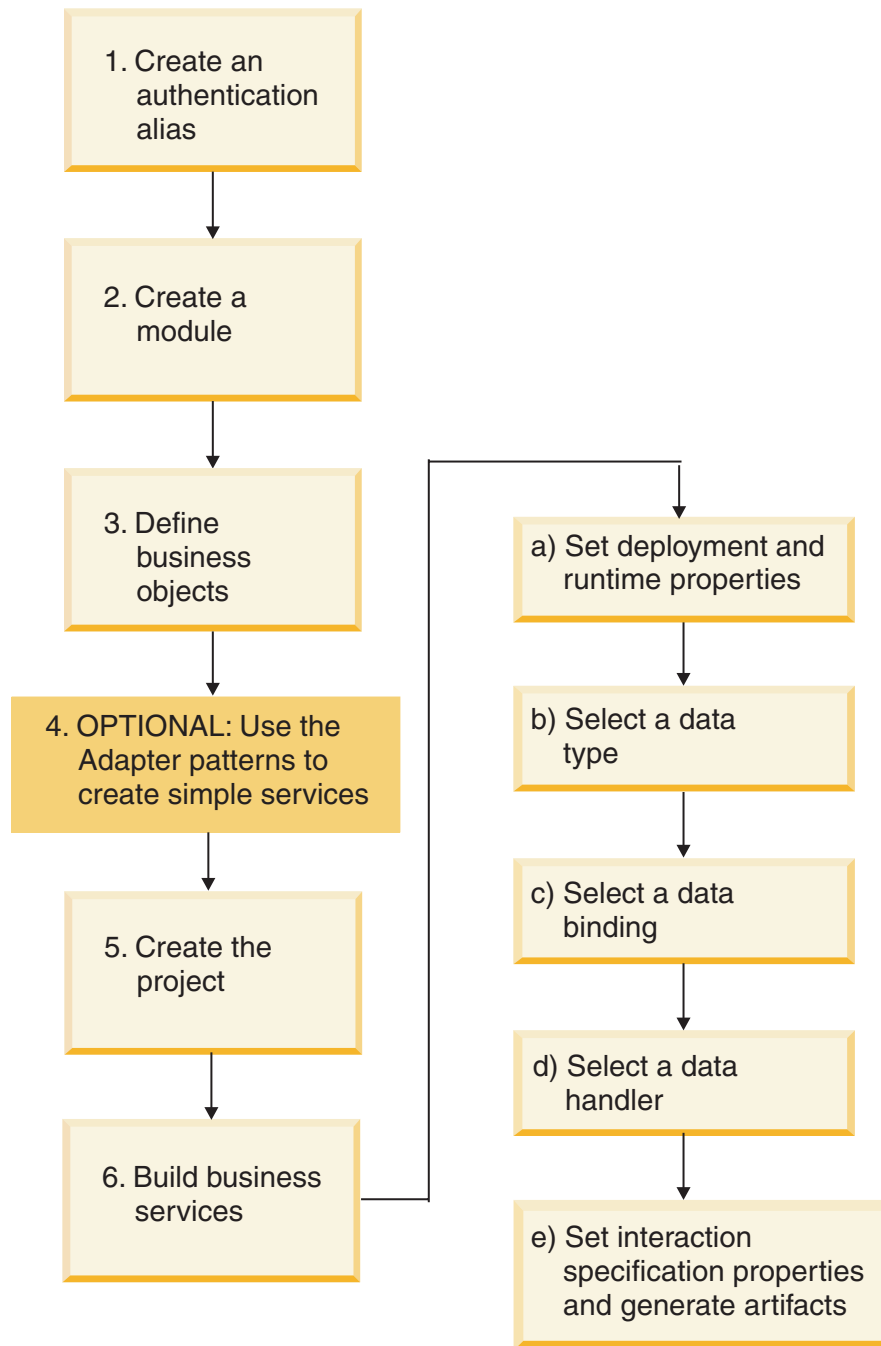 1. Create an
authentication
alias
2. Create a
module
3. Define
business
objects
4. OPTIONAL: Use the
Adapter patterns to
create simple services
5. Create the
project
6. Build business
services
a) Set deployment and
runtime properties
b) Select a data
type
c) Select a data
binding
d) Select a data
handler
e) Set interaction
specification properties
and generate artifacts